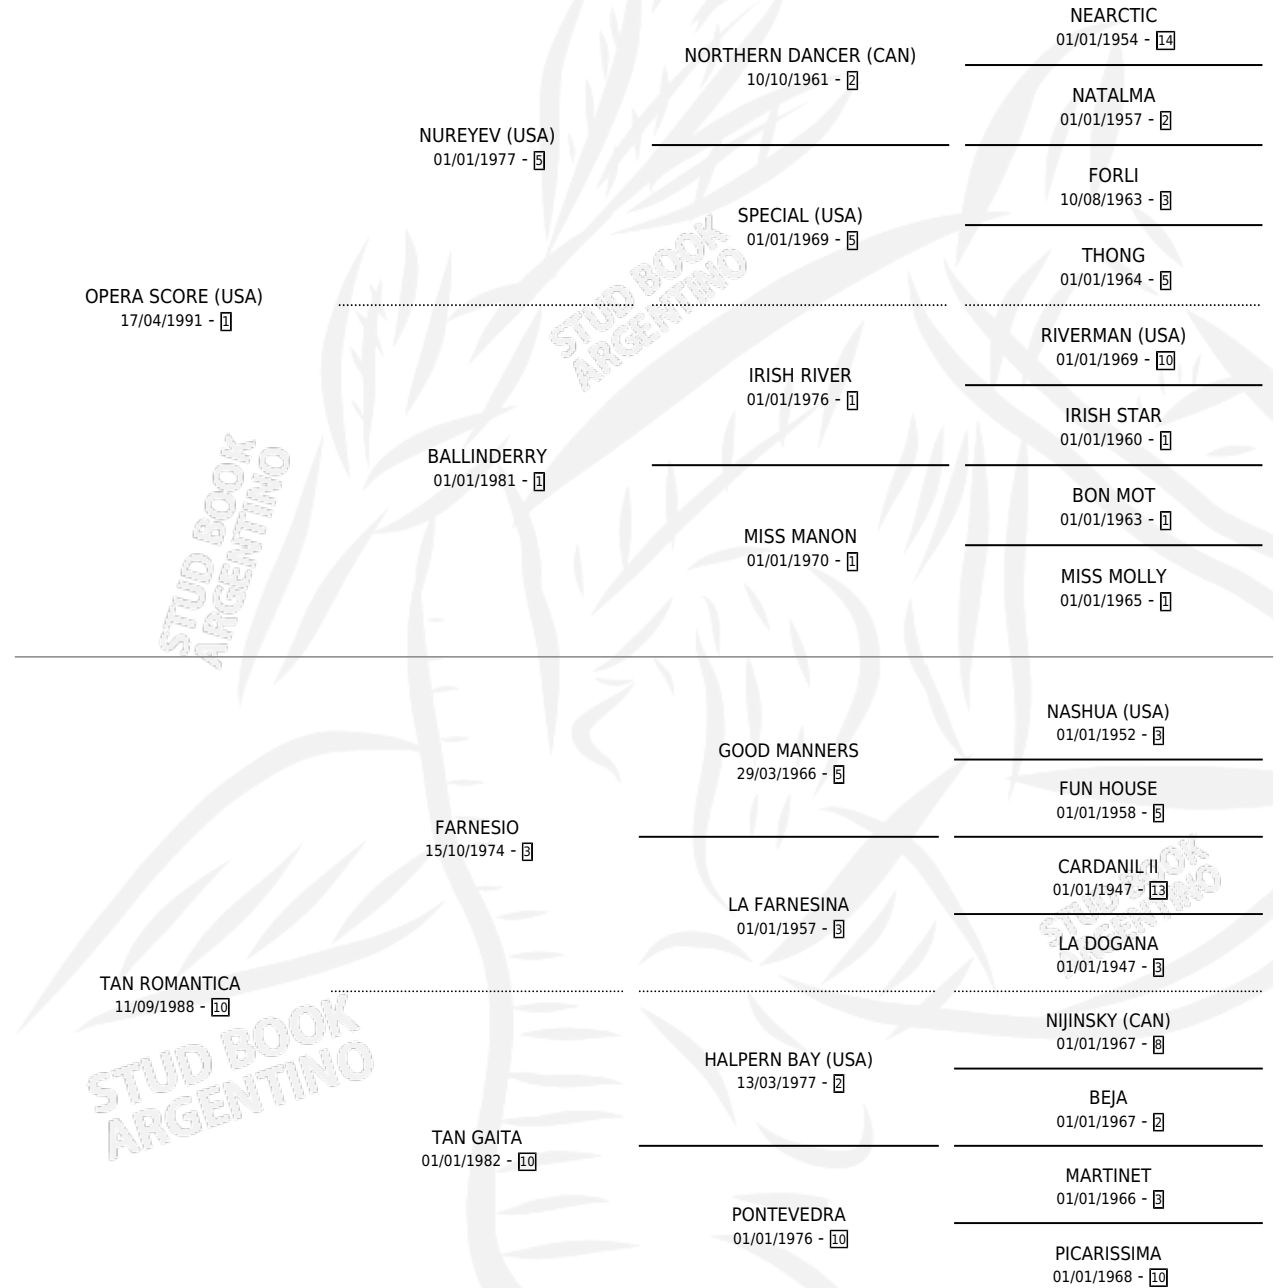 NEARCTIC
01/01/1954 - 14
NORTHERN DANCER (CAN)
10/10/1961 - 2
NATALMA
01/01/1957 - 2
NUREYEV (USA)
01/01/1977 - 5
FORLI
10/08/1963 - 3
SPECIAL (USA)
01/01/1969 - 5
THONG
01/01/1964 - 5
OPERA SCORE (USA)
17/04/1991 - 1
RIVERMAN (USA)
01/01/1969 - 10
IRISH RIVER
01/01/1976 - 1
IRISH STAR
01/01/1960 - 1
BALLINDERRY
01/01/1981 - 1
BON MOT
01/01/1963 - 1
MISS MANON
01/01/1970 - 1
MISS MOLLY
01/01/1965 - 1
NASHUA (USA)
01/01/1952 - 3
GOOD MANNERS
29/03/1966 - 5
FUN HOUSE
01/01/1958 - 5
FARNESIO
15/10/1974 - 3
CARDANIL II
01/01/1947 - 13
LA FARNESINA
01/01/1957 - 3
LA DOGANA
01/01/1947 - 3
TAN ROMANTICA
11/09/1988 - 10
NIJINSKY (CAN)
01/01/1967 - 8
HALPERN BAY (USA)
13/03/1977 - 2
BEJA
01/01/1967 - 2
TAN GAITA
01/01/1982 - 10
MARTINET
01/01/1966 - 3
PONTEVEDRA
01/01/1976 - 10
PICARISSIMA
01/01/1968 - 10
STUD BOOK
ARGENTINO
STUD BOOK
ARGENTINO
STUD BOOK
ARGENTINO
STUD BOOK
ARGENTINO